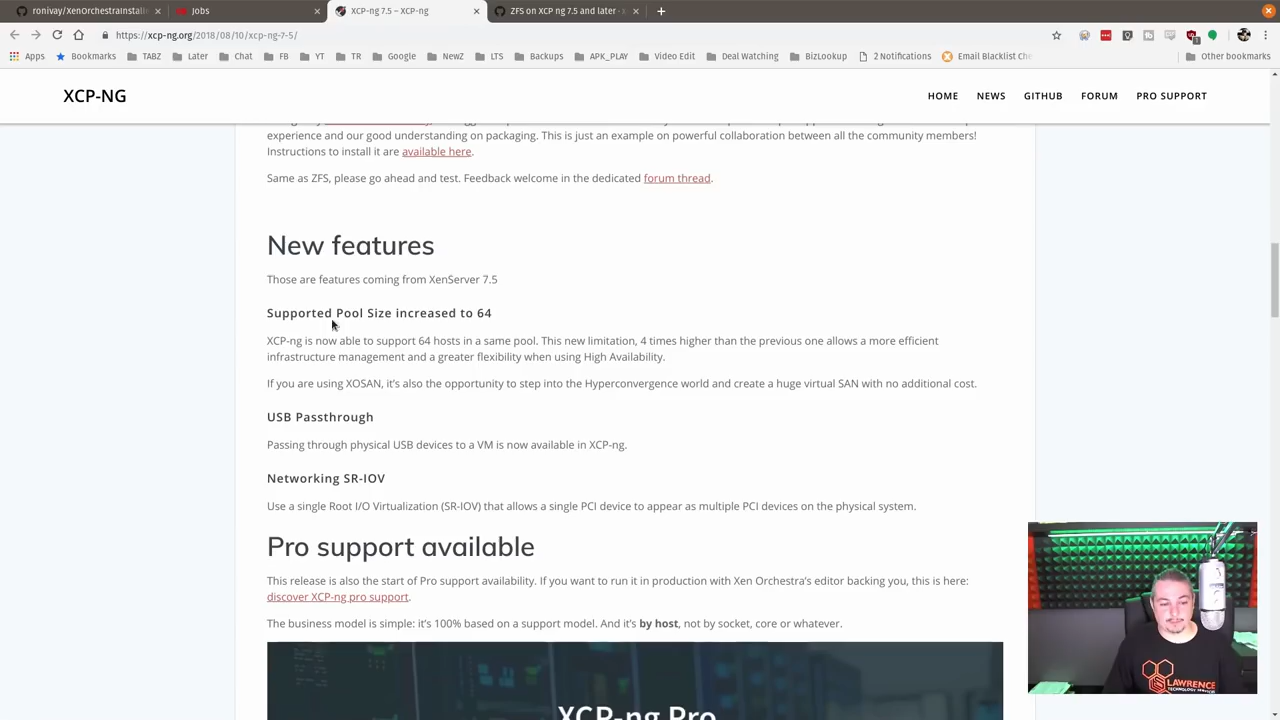 ronivay/XenOrchestraInstall
Jobs
XCP-ng 7.5 – XCP-ng
ZFS on XCP ng 7.5 and later ·
https://xcp-ng.org/2018/08/10/xcp-ng-7-5/
Apps Bookmarks TABZ Later Chat FB YT TR Google NewZ LTS Backups APK_PLAY Video Edit Deal Watching BizLookup 2 Notifications Email Blacklist Che Other bookmarks
XCP-NG HOME NEWS GITHUB FORUM PRO SUPPORT
experience and our good understanding on packaging. This is just an example on powerful collaboration between all the community members!
Instructions to install it are available here.
Same as ZFS, please go ahead and test. Feedback welcome in the dedicated forum thread.
New features
Those are features coming from XenServer 7.5
Supported Pool Size increased to 64
XCP-ng is now able to support 64 hosts in a same pool. This new limitation, 4 times higher than the previous one allows a more efficient
infrastructure management and a greater flexibility when using High Availability.
If you are using XOSAN, it's also the opportunity to step into the Hyperconvergence world and create a huge virtual SAN with no additional cost.
USB Passthrough
Passing through physical USB devices to a VM is now available in XCP-ng.
Networking SR-IOV
Use a single Root I/O Virtualization (SR-IOV) that allows a single PCI device to appear as multiple PCI devices on the physical system.
Pro support available
This release is also the start of Pro support availability. If you want to run it in production with Xen Orchestra's editor backing you, this is here:
discover XCP-ng pro support.
The business model is simple: it's 100% based on a support model. And it's by host, not by socket, core or whatever.
XCP-ng Pro
LAWRENCE
TECHNOLOGY SERVICES